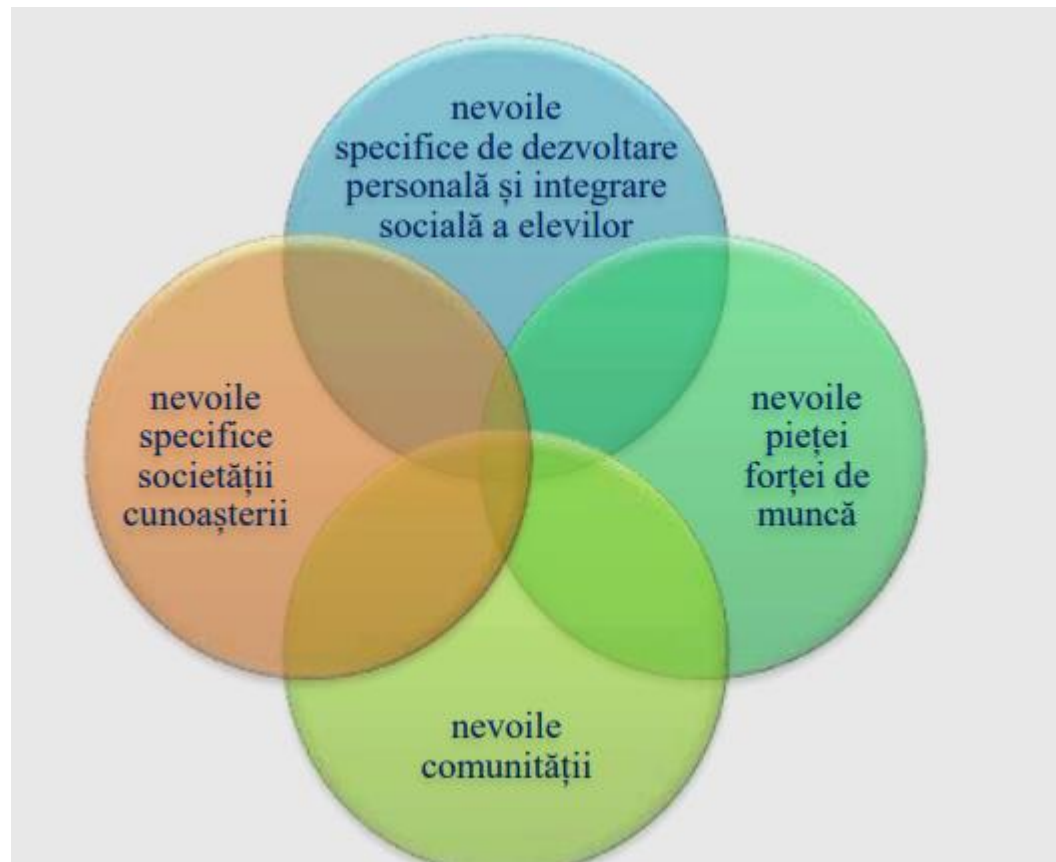 nevoile
specifice de dezvoltare
personală și integrare
socială a elevilor
nevoile
specifice
societății
cunoașterii
nevoile
pieței
forței de
muncă
nevoile
comunității